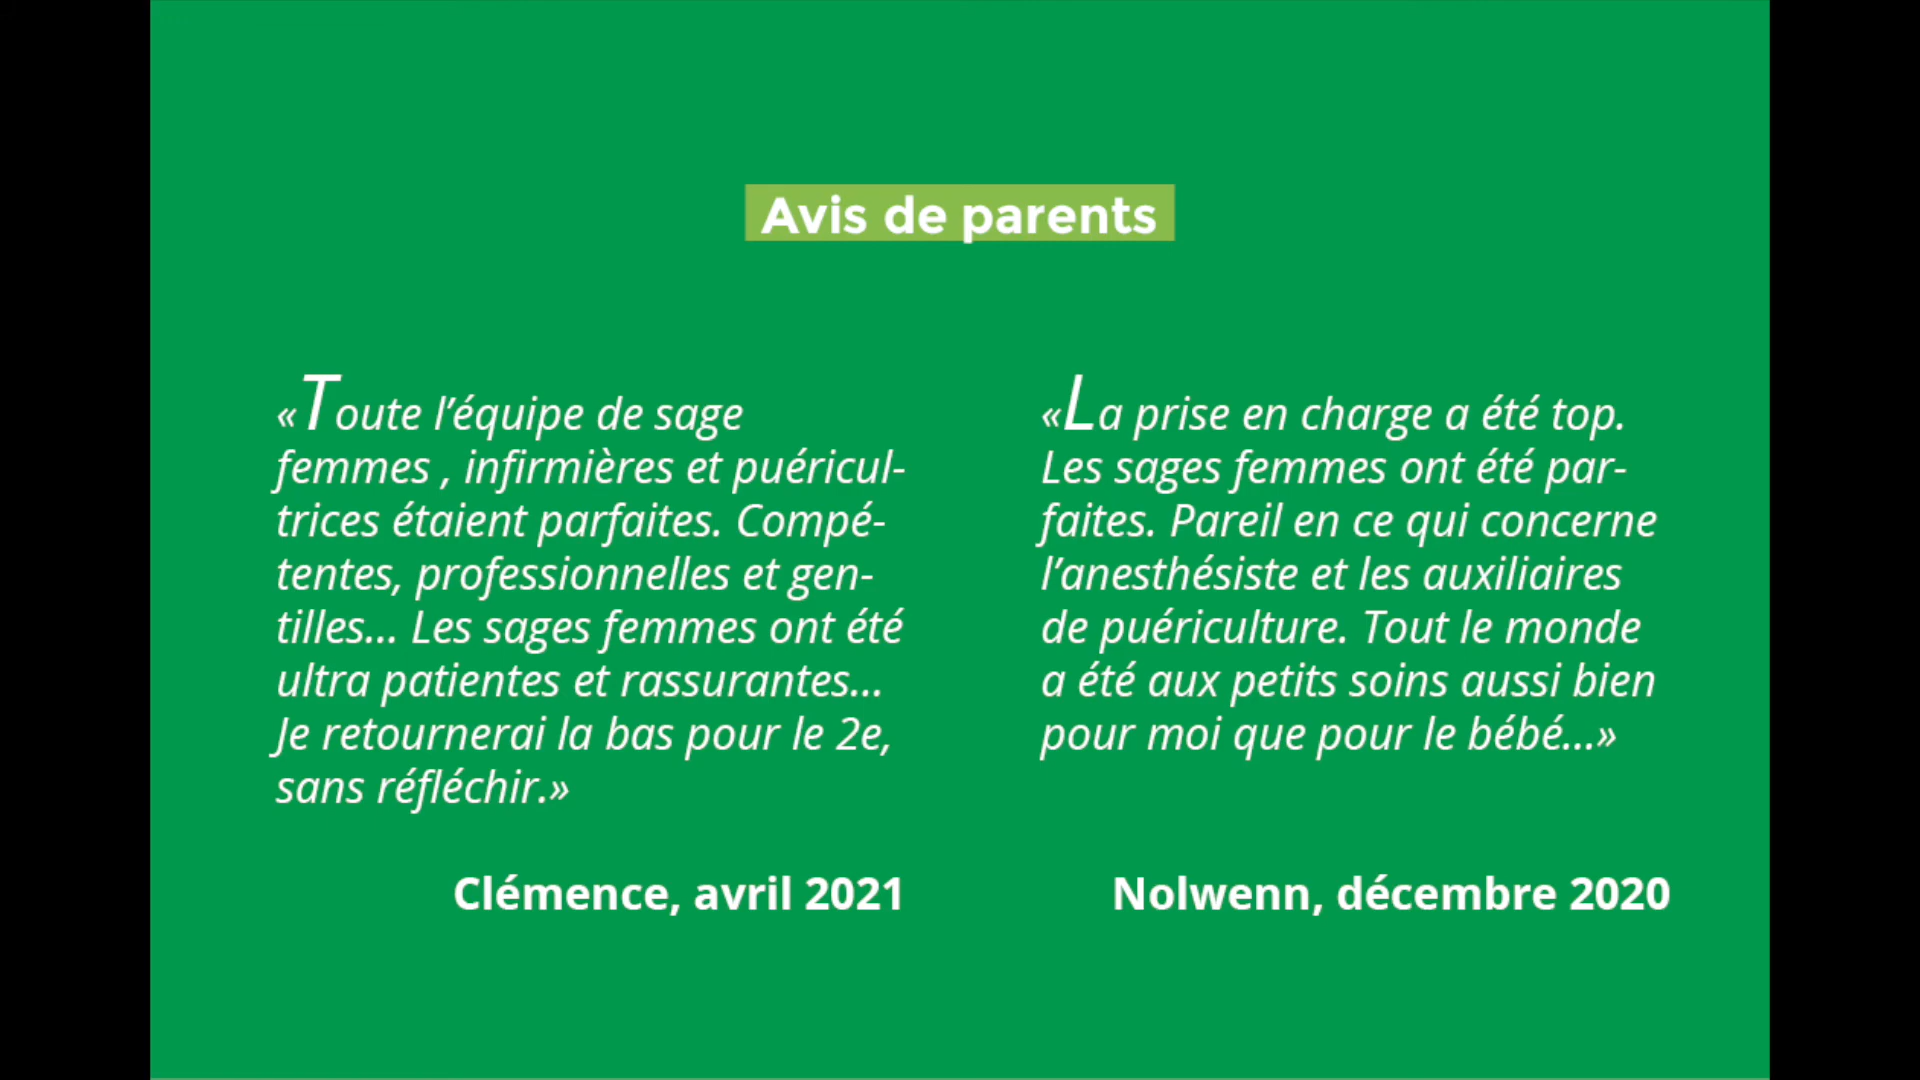 Avis de parents
«Toute l’équipe de sage
femmes , infirmières et puéricul-
trices étaient parfaites. Compé-
tentes, professionnelles et gen-
tilles... Les sages femmes ont été
ultra patientes et rassurantes...
Je retournerai la bas pour le 2e,
sans réfléchir.»
Clémence, avril 2021
«La prise en charge a été top.
Les sages femmes ont été par-
faites. Pareil en ce qui concerne
l’anesthésiste et les auxiliaires
de puériculture. Tout le monde
a été aux petits soins aussi bien
pour moi que pour le bébé...»
Nolwenn, décembre 2020